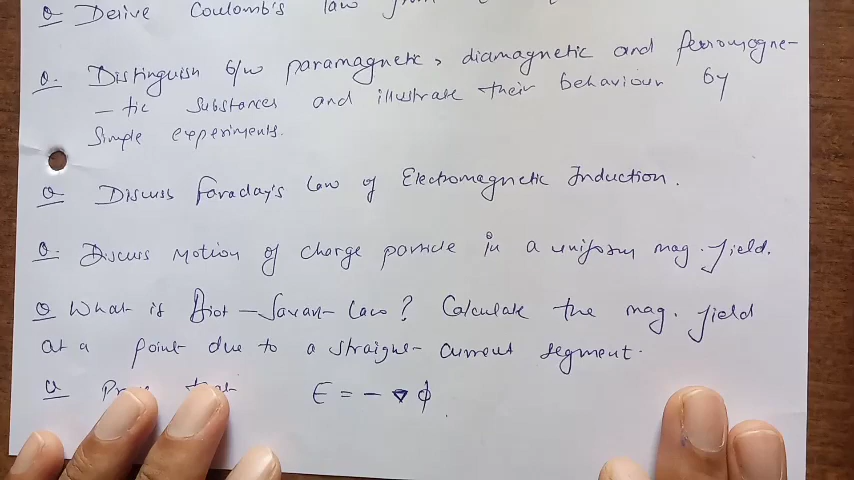 Q Derive Coulomb's law from
Q. Distinguish b/w paramagnetic, diamagnetic and ferromagne-
- tic substances and illustrate their behaviour by
Simple experiments.
Q Discuss Faraday's Law of Electromagnetic Induction.
Q. Discuss Motion of charge particle in a uniform mag. field.
Q What is Biot-Savart Law? Calculate the mag. field
at a point due to a straight current segment.
Q E = - ∇ φ